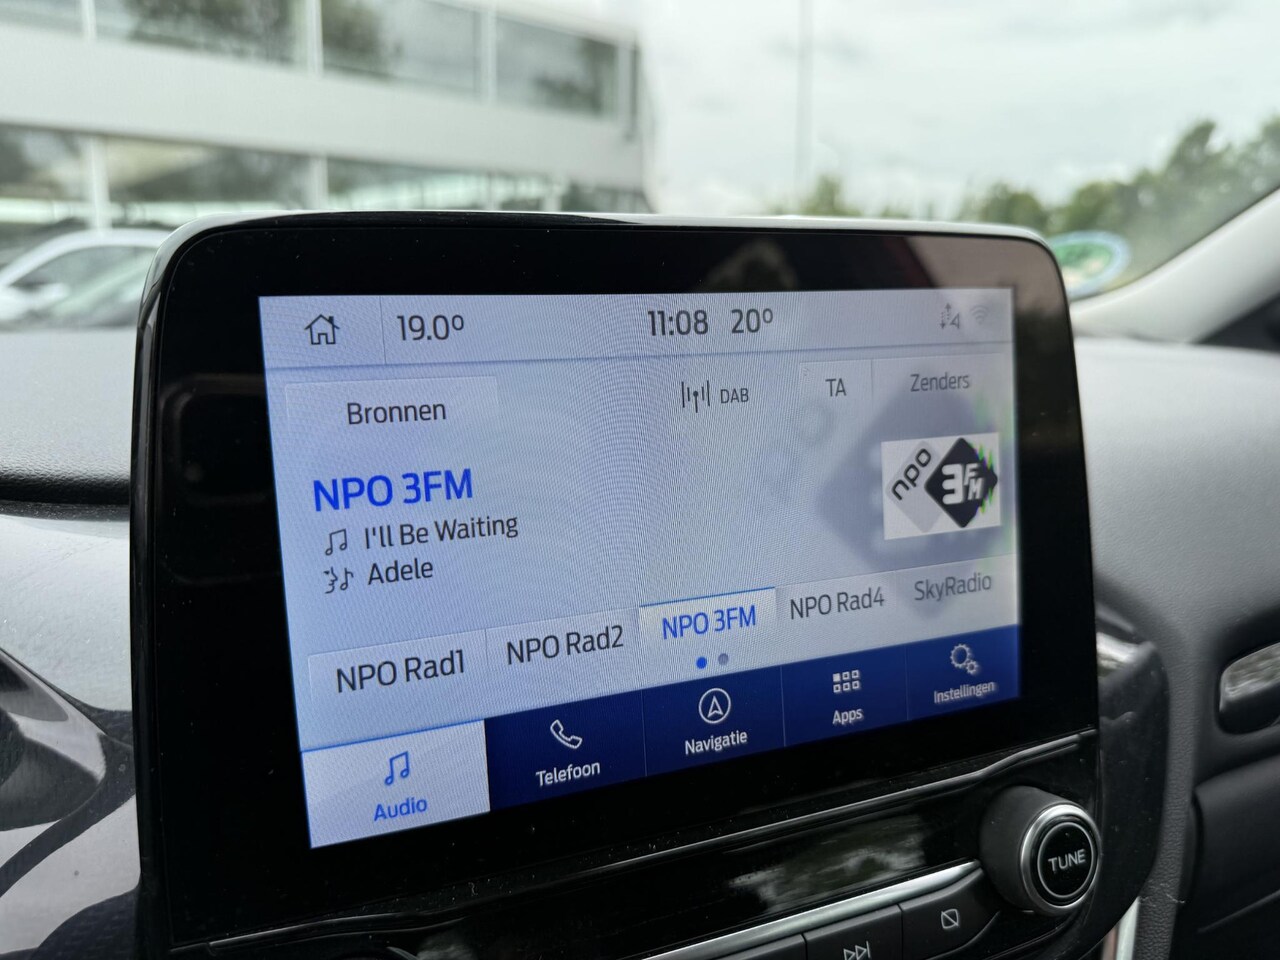 19.0°
11:08 20°
Bronnen
DAB
TA
Zenders
NPO 3FM
I'll Be Waiting
Adele
npo 3FM
NPO Rad1
NPO Rad2
NPO 3FM
NPO Rad4
SkyRadio
Audio
Telefoon
Navigatie
Apps
Instellingen
TUNE